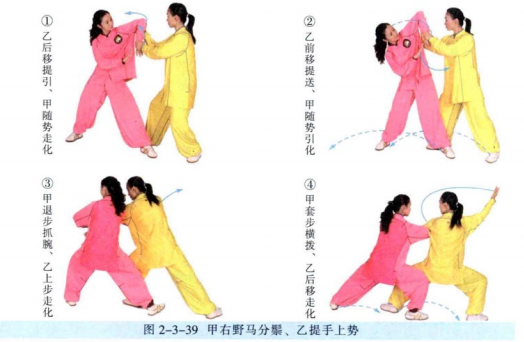 ① 乙后移提引、甲随势走化
② 乙前移提送、甲随势引化
③ 甲退步抓腕、乙上步走化
④ 甲套步横拨、乙后移走化
图 2-3-39 甲右野马分鬃、乙提手上势